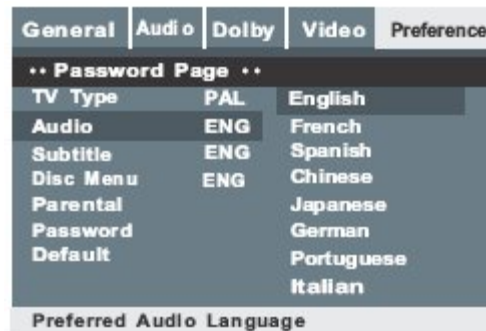 General Audio Dolby Video Preference
•• Password Page ••
TV Type PAL English
Audio ENG French
Subtitle ENG Spanish
Disc Menu ENG Chinese
Parental Japanese
Password German
Default Portuguese
Italian
Preferred Audio Language